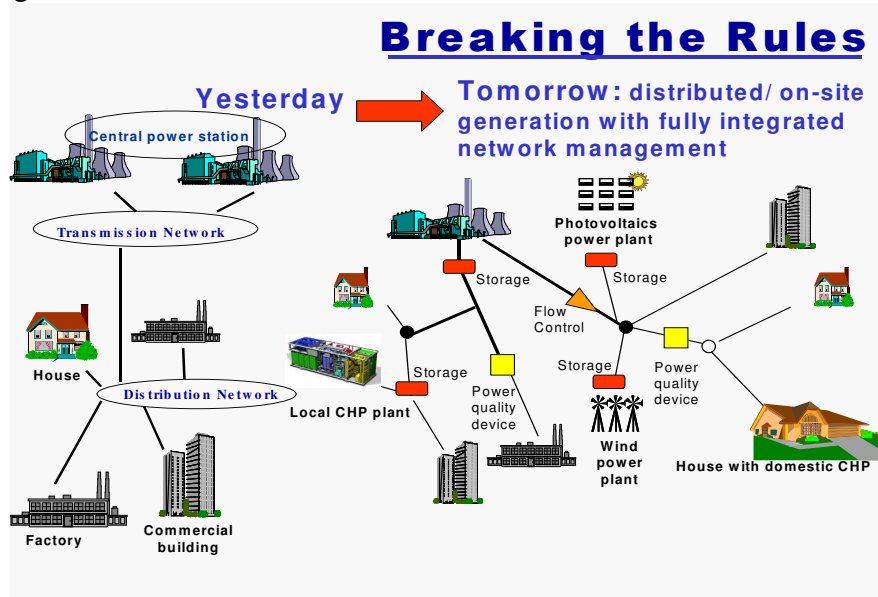 Breaking the Rules
Yesterday
Tomorrow: distributed/ on-site
generation with fully integrated
network management
Central power station
Transmission Network
House
Distribution Network
Factory
Commercial
building
Photovoltaics
power plant
Storage
Storage
Flow
Control
Storage
Local CHP plant
Power
quality
device
Storage
Wind
power
plant
Power
quality
device
House with domestic CHP